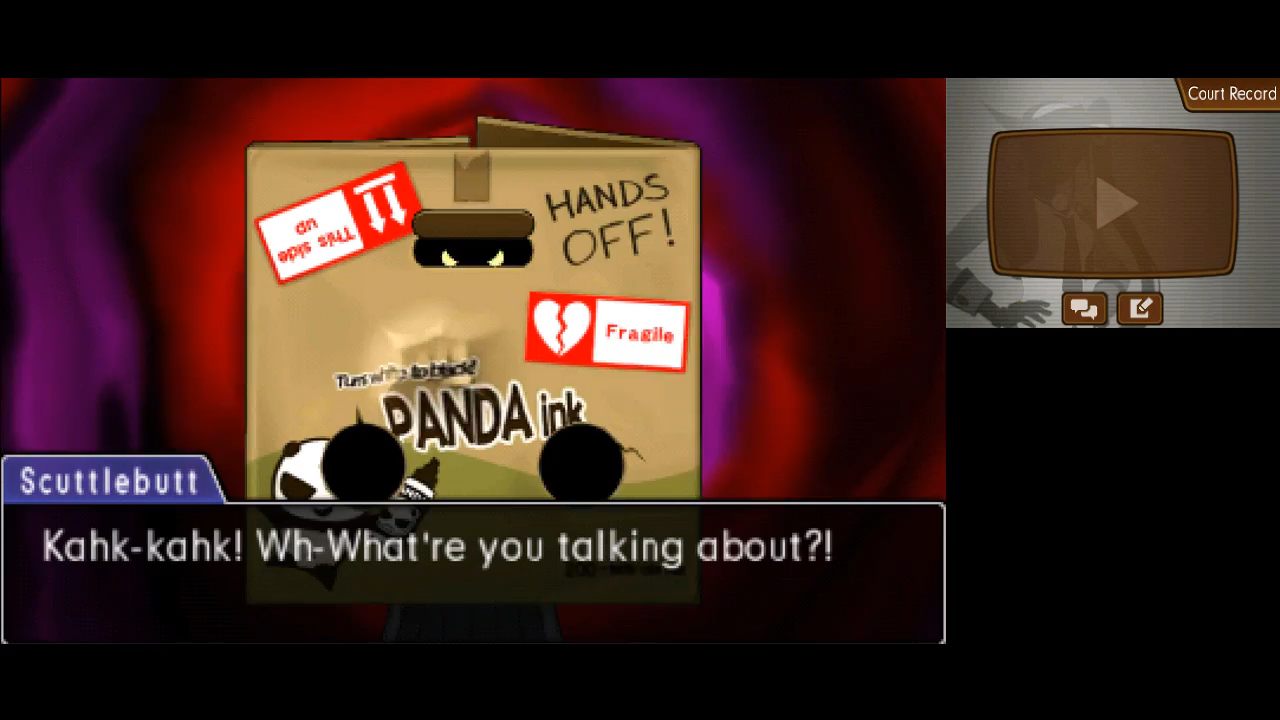 Court Record
HANDS
OFF!
This side
up
Fragile
PANDA ink
Scuttlebutt
Kahk-kahk! Wh-What're you talking about?!